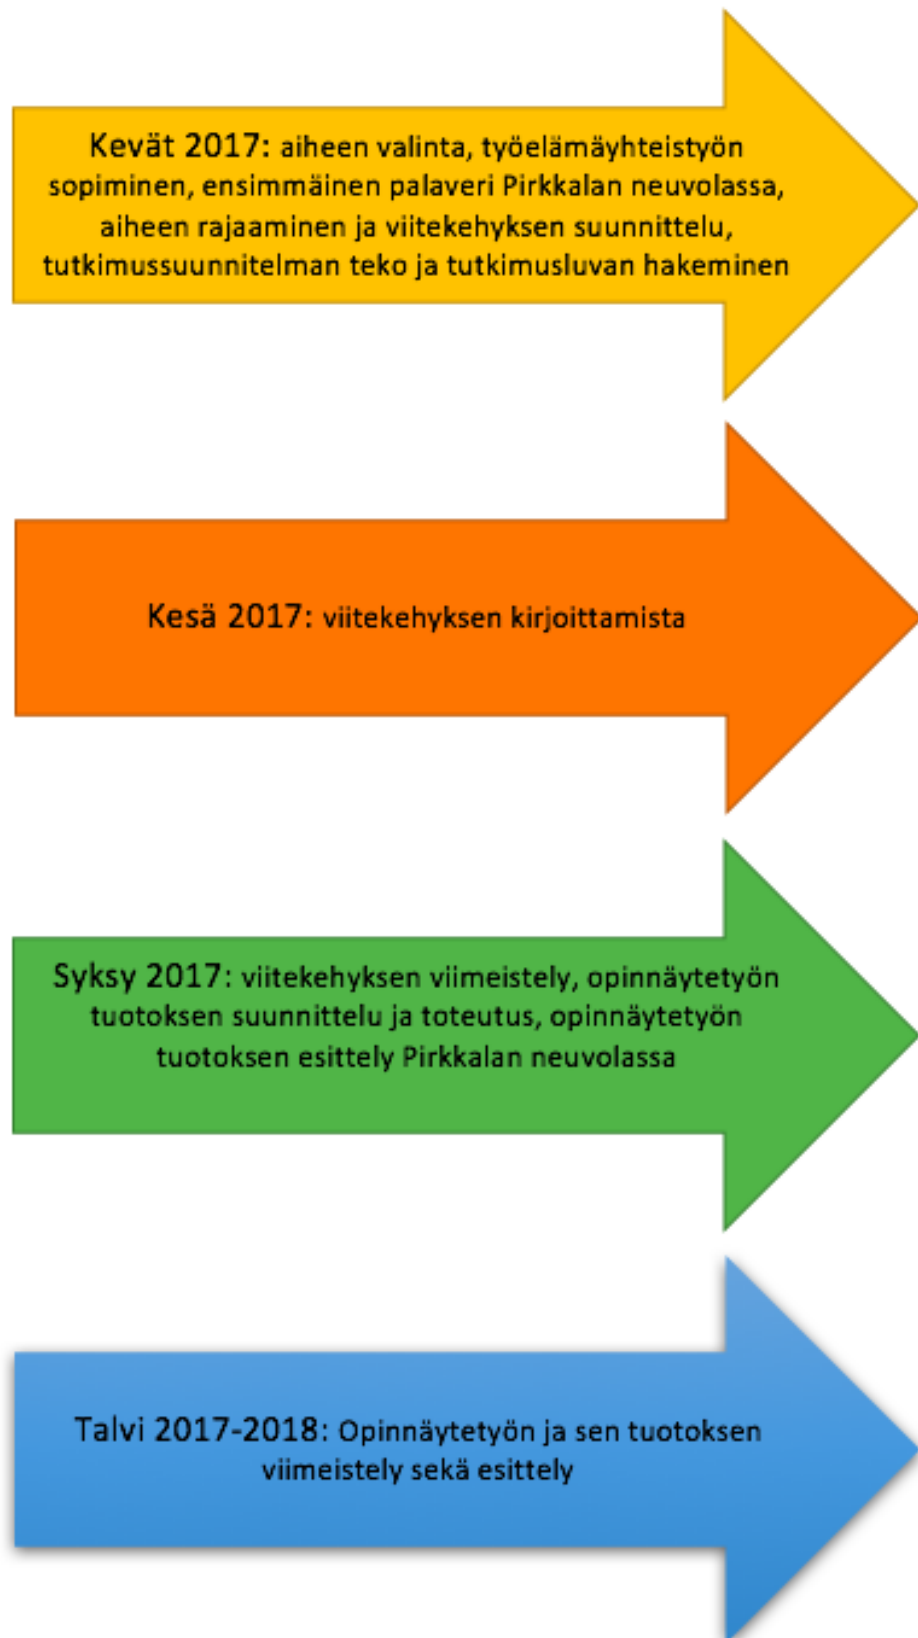 Kevät 2017: aiheen valinta, työelämäyhteistyön
sopiminen, ensimmäinen palaveri Pirkkalan neuvolassa,
aiheen rajaaminen ja viitekehyksen suunnittelu,
tutkimussuunnitelman teko ja tutkimusluvan hakeminen
Kesä 2017: viitekehyksen kirjoittamista
Syksy 2017: viitekehyksen viimeistely, opinnäytetyön
tuotoksen suunnittelu ja toteutus, opinnäytetyön
tuotoksen esittely Pirkkalan neuvolassa
Talvi 2017-2018: Opinnäytetyön ja sen tuotoksen
viimeistely sekä esittely